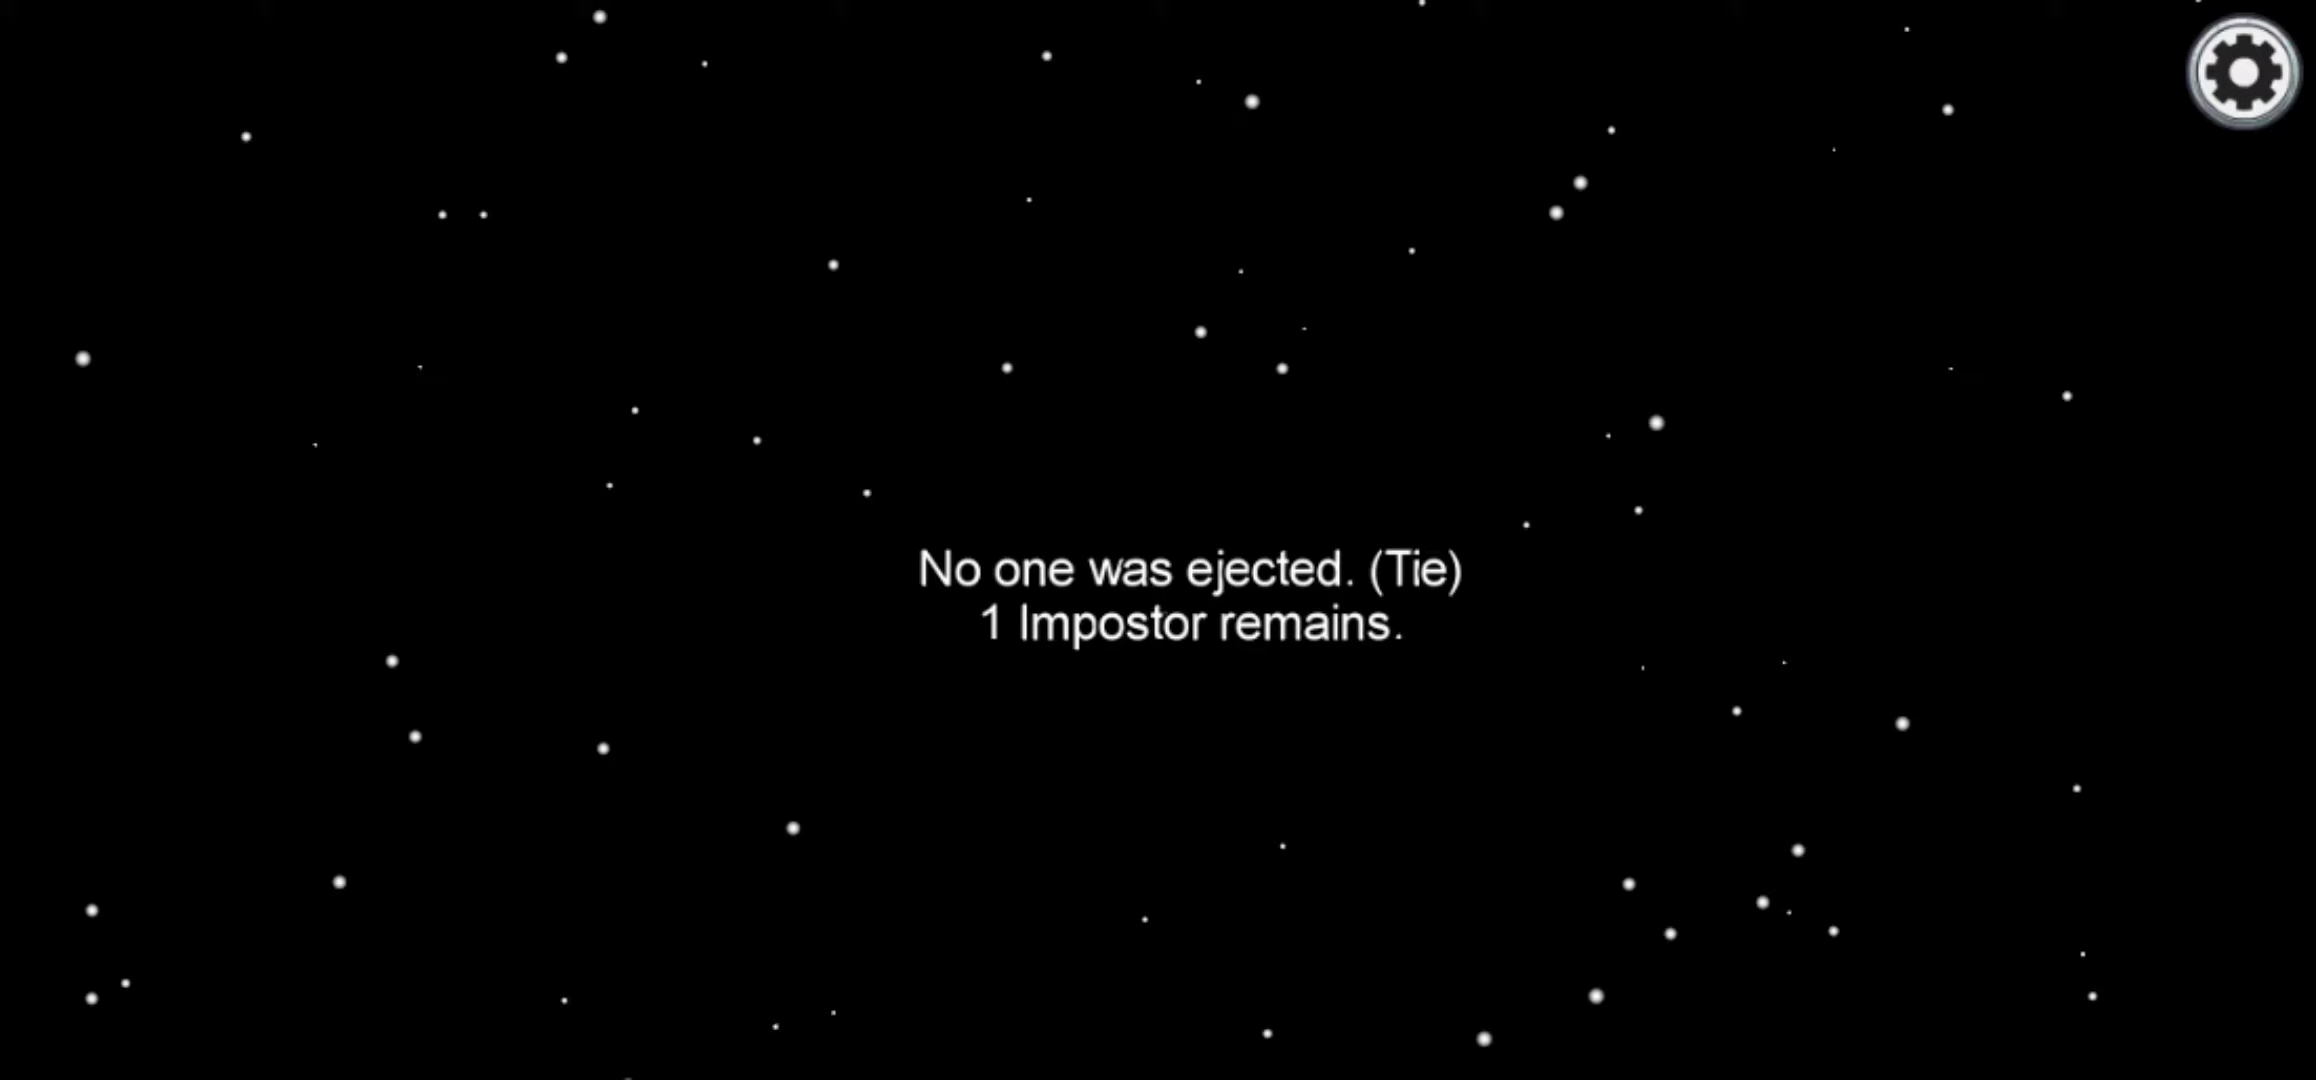 No one was ejected. (Tie)
1 Impostor remains.